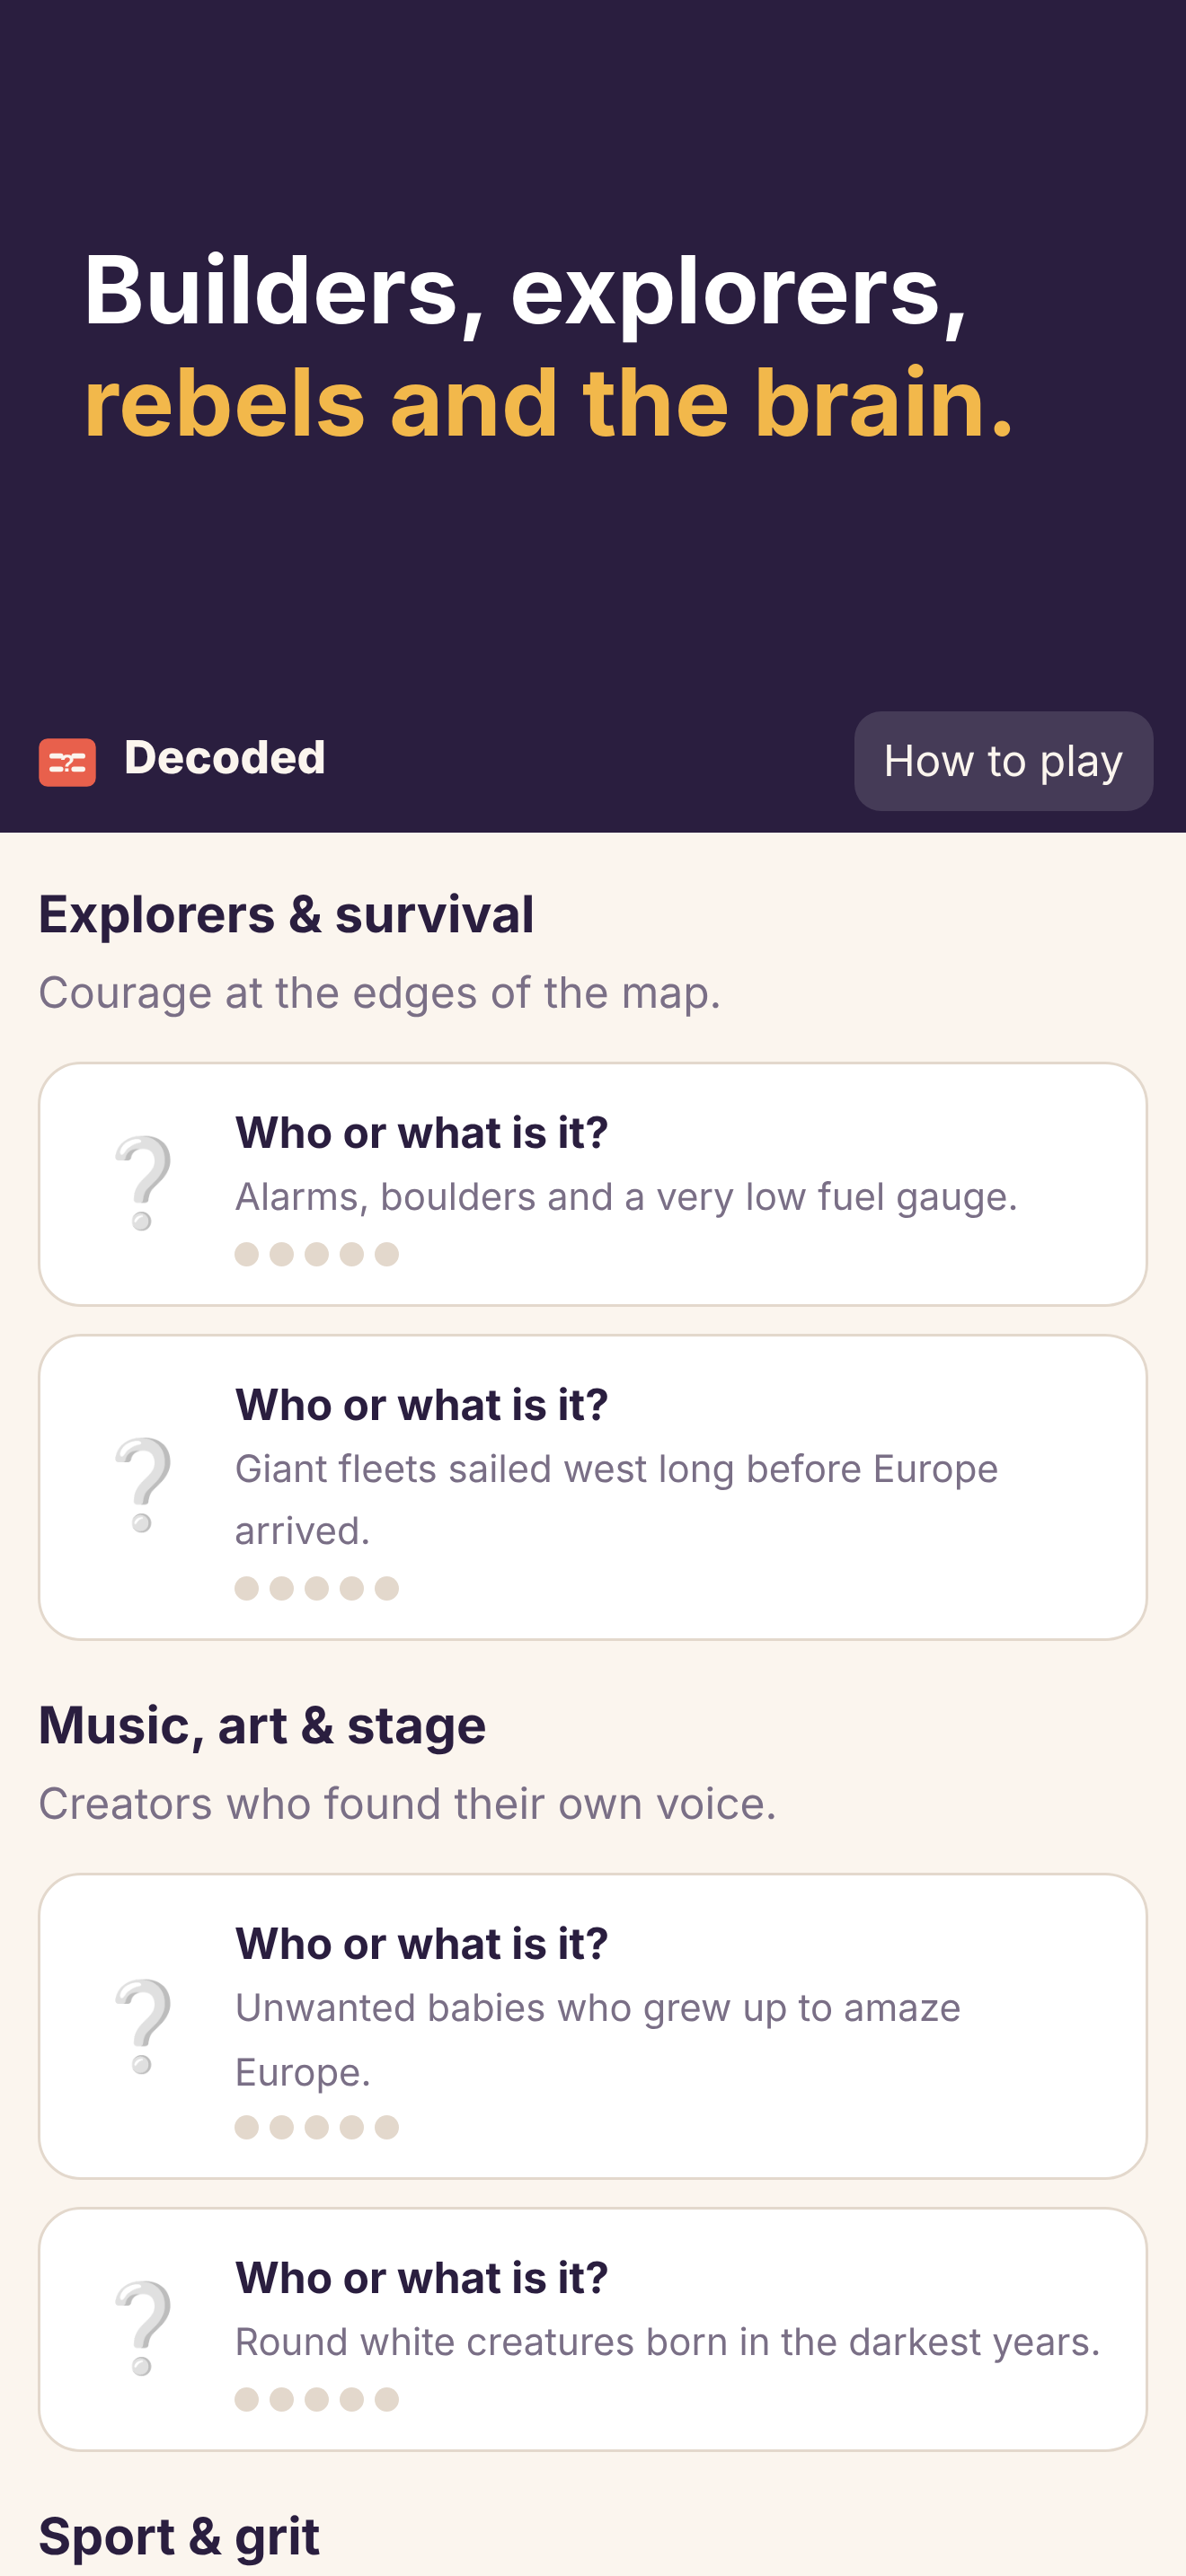 Builders, explorers,
rebels and the brain.
Decoded
How to play
Explorers & survival
Courage at the edges of the map.
Who or what is it?
Alarms, boulders and a very low fuel gauge.
Who or what is it?
Giant fleets sailed west long before Europe
arrived.
Music, art & stage
Creators who found their own voice.
Who or what is it?
Unwanted babies who grew up to amaze
Europe.
Who or what is it?
Round white creatures born in the darkest years.
Sport & grit